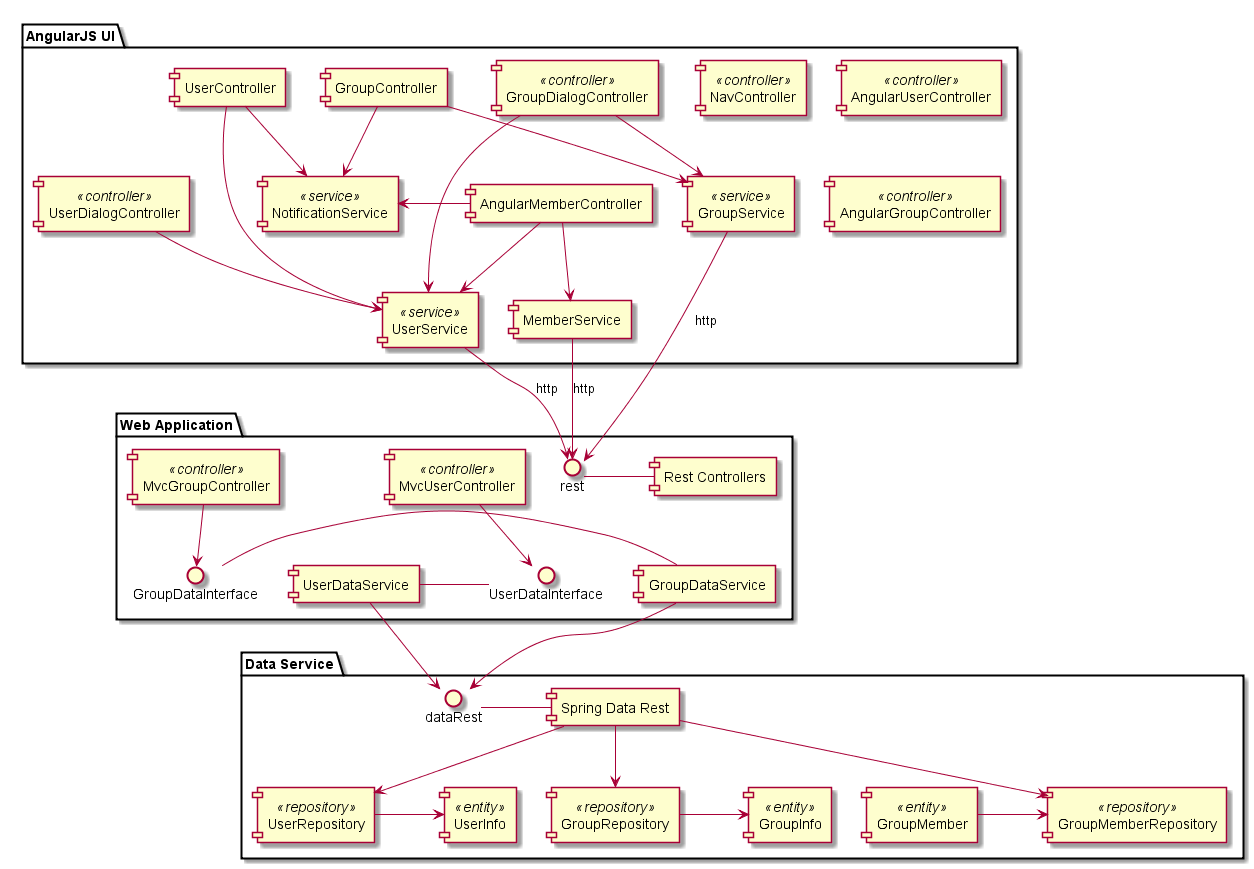 AngularJS UI
UserController
GroupController
«controller»
GroupDialogController
«controller»
NavController
«controller»
AngularUserController
«controller»
UserDialogController
«service»
NotificationService
AngularMemberController
«service»
GroupService
«controller»
AngularGroupController
«service»
UserService
MemberService
http
http
http
Web Application
«controller»
MvcGroupController
«controller»
MvcUserController
rest
Rest Controllers
GroupDataInterface
UserDataService
UserDataInterface
GroupDataService
Data Service
dataRest
Spring Data Rest
«repository»
UserRepository
«entity»
UserInfo
«repository»
GroupRepository
«entity»
GroupInfo
«entity»
GroupMember
«repository»
GroupMemberRepository